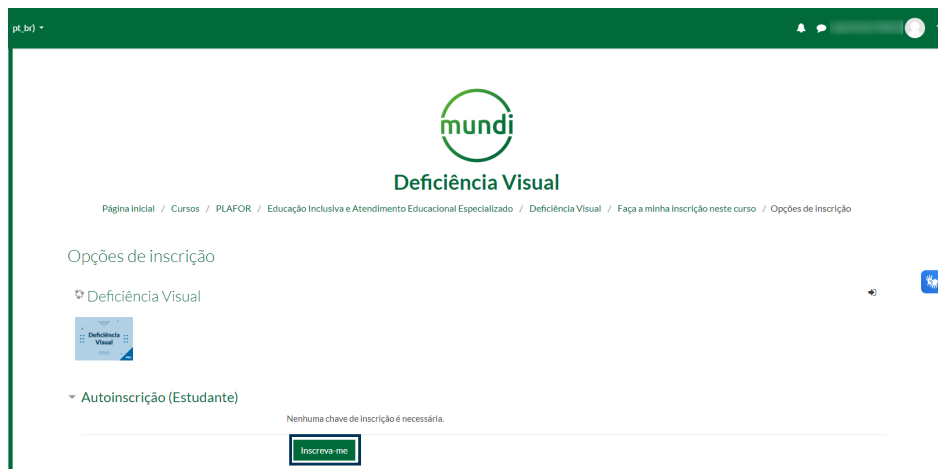 pt_br)
mundi
Deficiência Visual
Página inicial / Cursos / PLAFOR / Educação Inclusiva e Atendimento Educacional Especializado / Deficiência Visual / Faça a minha inscrição neste curso / Opções de inscrição
Opções de inscrição
Deficiência Visual
Deficiência
Visual
Autoinscrição (Estudante)
Nenhuma chave de inscrição é necessária.
Inscreva-me